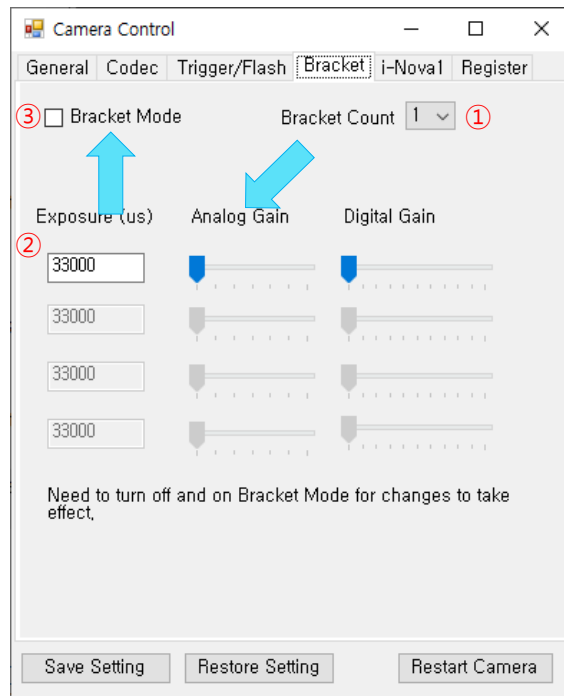 Camera Control
General Codec Trigger/Flash Bracket i-Nova1 Register
③ Bracket Mode Bracket Count 1 ①
Exposure (us) Analog Gain Digital Gain
②
33000
33000
33000
33000
Need to turn off and on Bracket Mode for changes to take
effect,
Save Setting Restore Setting Restart Camera